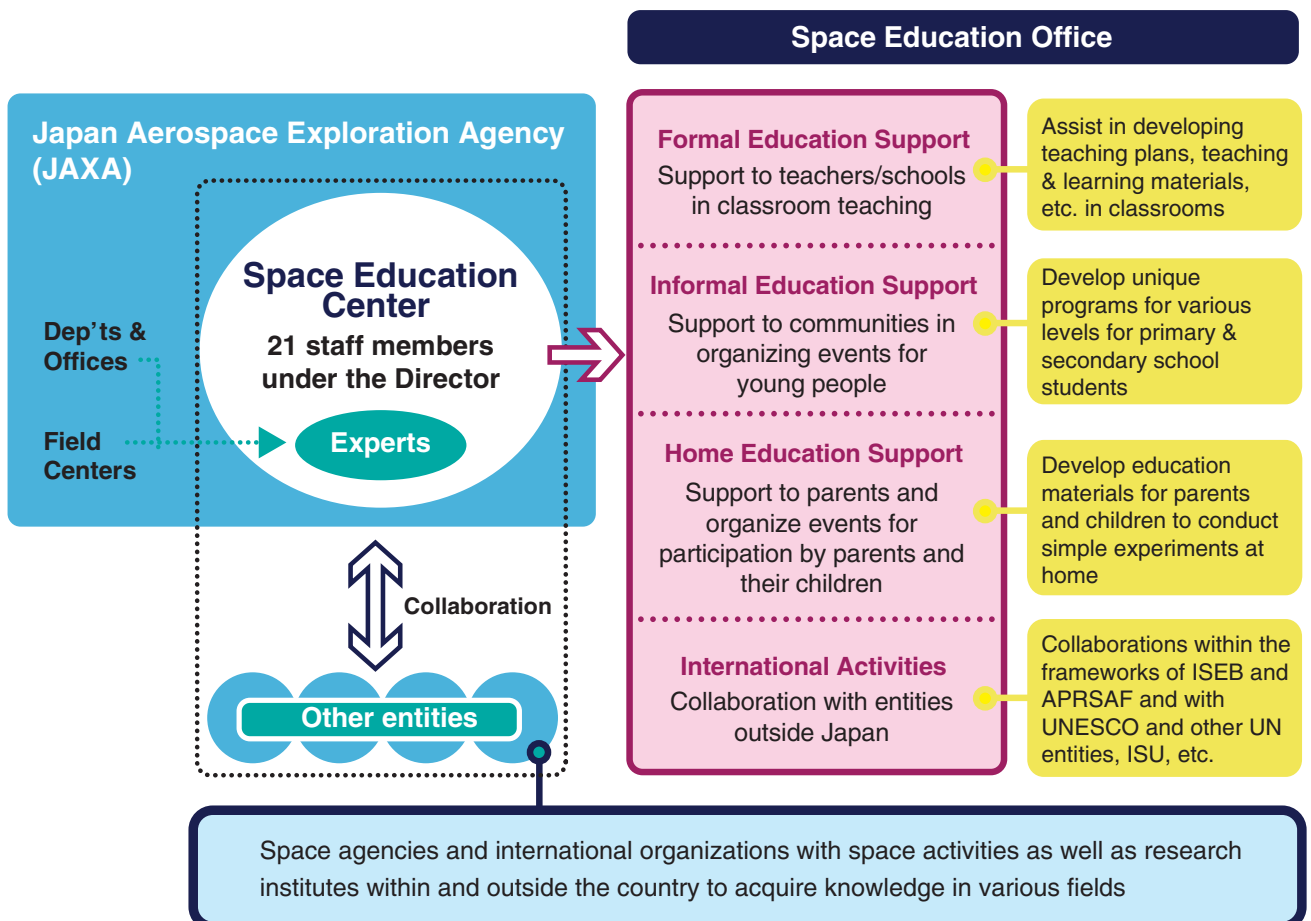 Space Education Office
Japan Aerospace Exploration Agency
(JAXA)
Space Education
Center
21 staff members
under the Director
Dep'ts &
Offices
Field
Centers
Experts
Collaboration
Other entities
Formal Education Support
Support to teachers/schools
in classroom teaching
Assist in developing
teaching plans, teaching
& learning materials,
etc. in classrooms
Informal Education Support
Support to communities in
organizing events for
young people
Develop unique
programs for various
levels for primary &
secondary school
students
Home Education Support
Support to parents and
organize events for
participation by parents and
their children
Develop education
materials for parents
and children to conduct
simple experiments at
home
International Activities
Collaboration with entities
outside Japan
Collaborations within the
frameworks of ISEB and
APRSAF and with
UNESCO and other UN
entities, ISU, etc.
Space agencies and international organizations with space activities as well as research
institutes within and outside the country to acquire knowledge in various fields